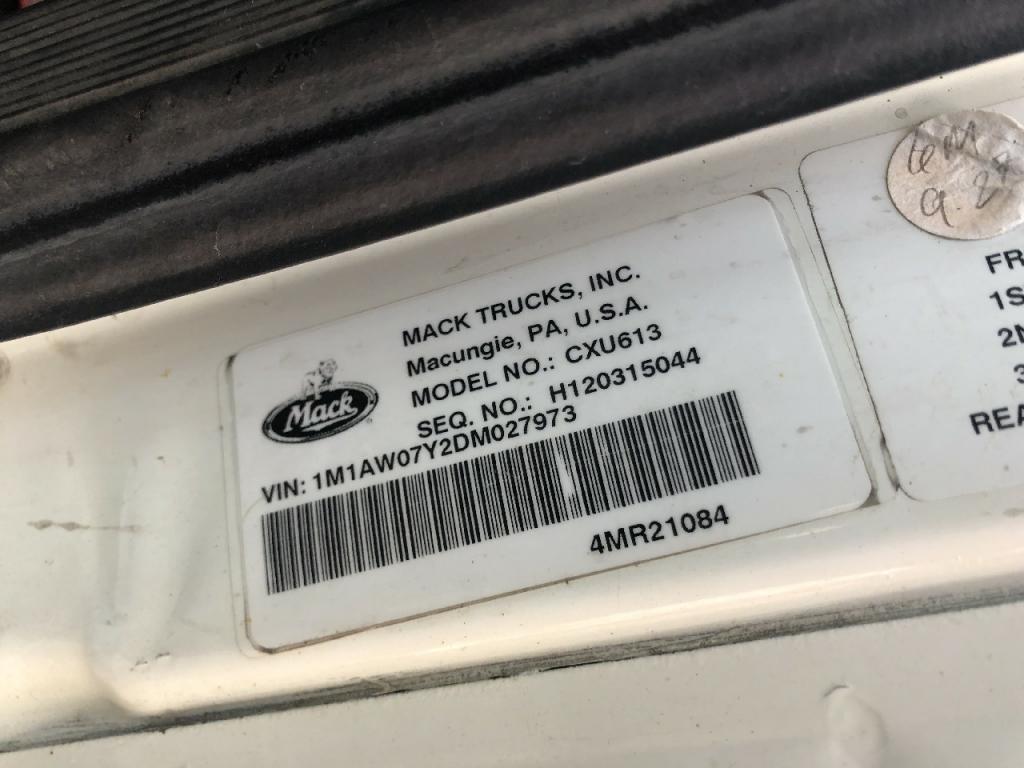 MACK TRUCKS, INC.
Macungie, PA, U.S.A.
MODEL NO.: CXU613
SEQ. NO.: H120315044
Mack
VIN: 1M1AW07Y2DM027973
4MR21084
FR
1S
2N
3
REA